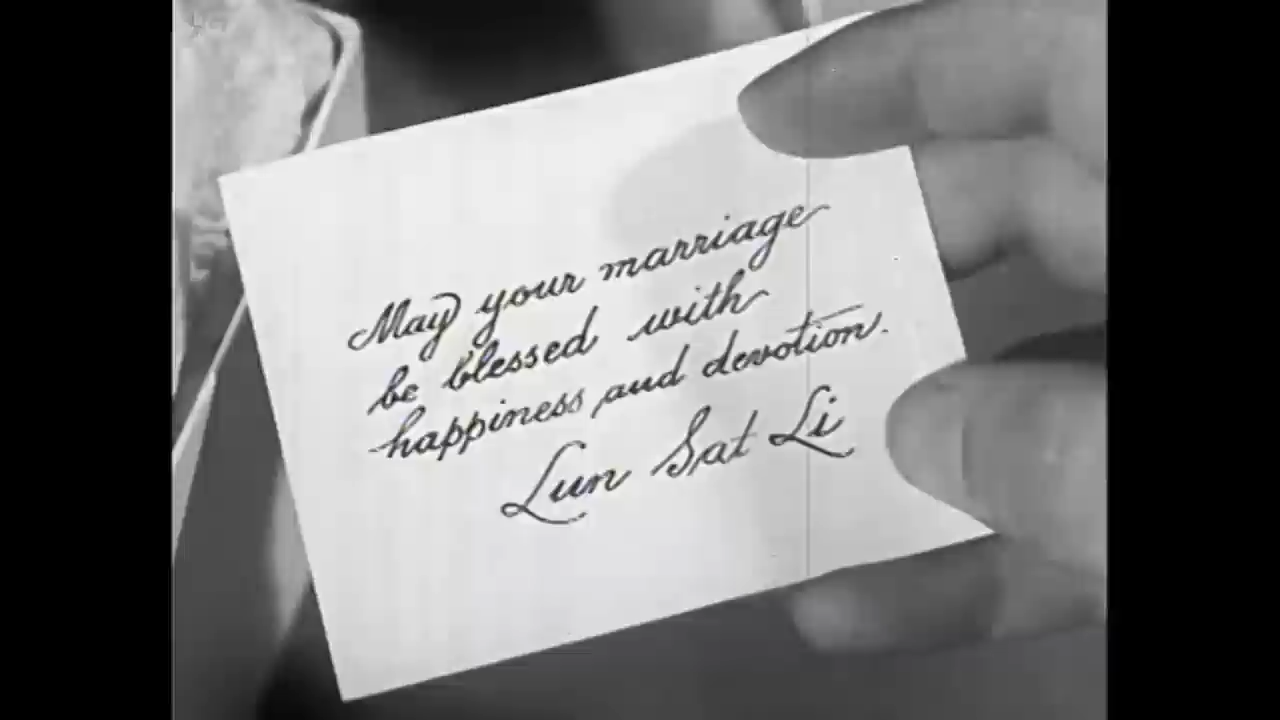 May your marriage
be blessed with
happiness and devotion.
Lun Sat Li